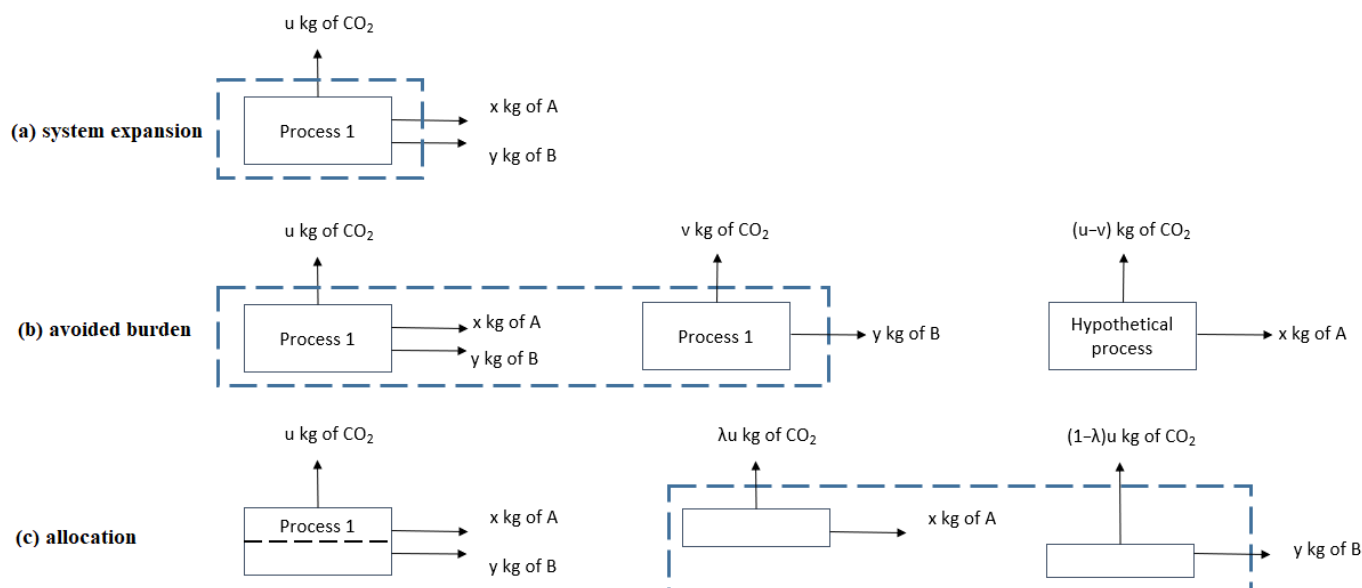 u kg of CO₂
(a) system expansion
Process 1
x kg of A
y kg of B
u kg of CO₂
v kg of CO₂
(u−v) kg of CO₂
(b) avoided burden
Process 1
x kg of A
y kg of B
Process 1
y kg of B
Hypothetical
process
x kg of A
u kg of CO₂
λu kg of CO₂
(1−λ)u kg of CO₂
(c) allocation
Process 1
x kg of A
y kg of B
x kg of A
y kg of B